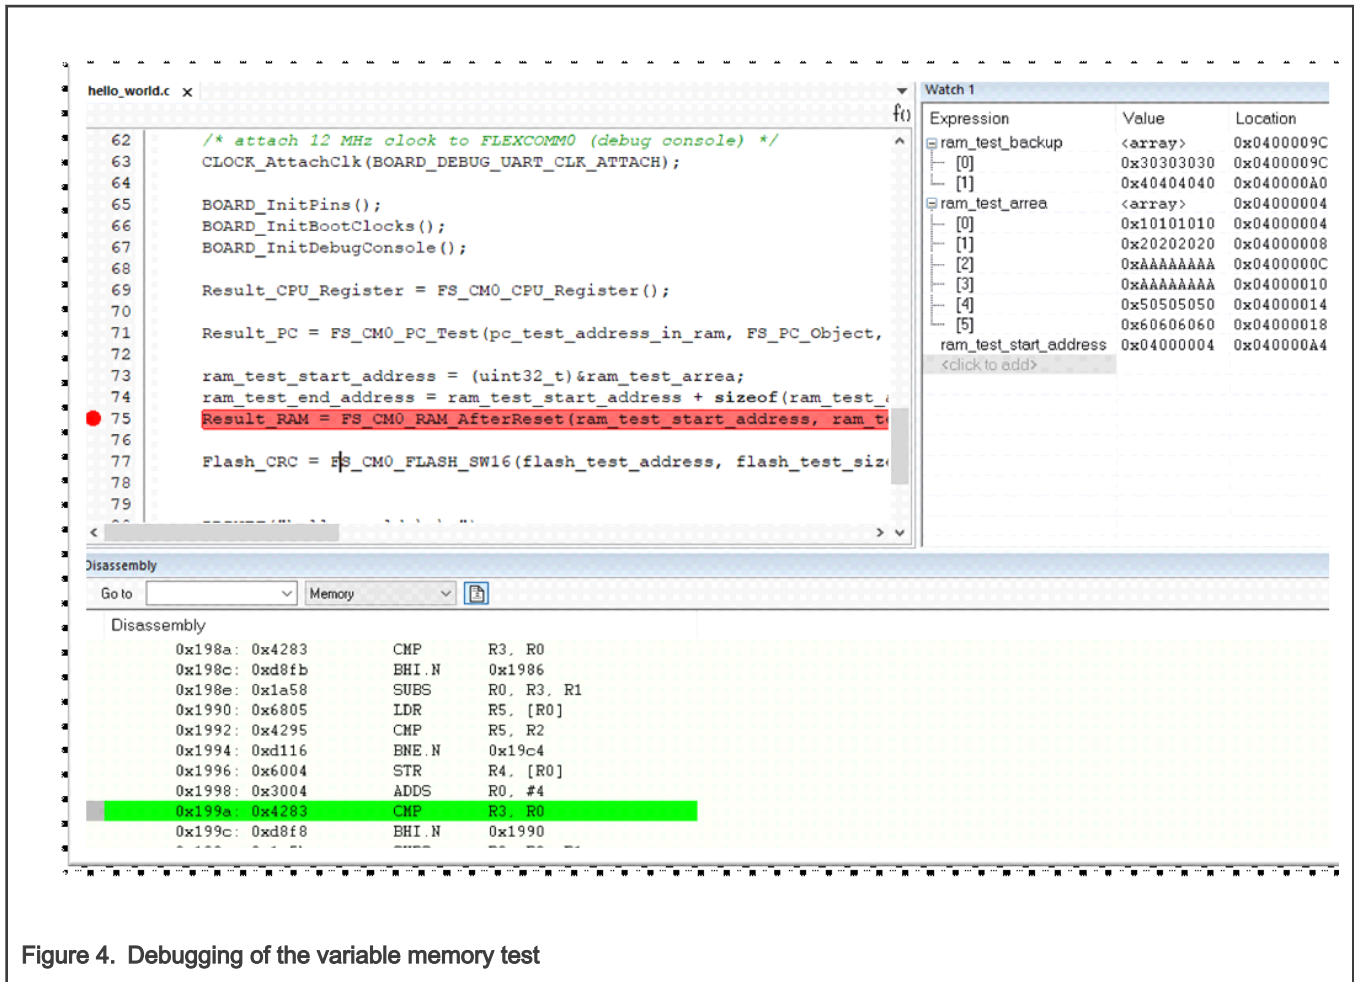 hello_world.c x
f()
62 /* attach 12 MHz clock to FLEXCOMM0 (debug console) */
63 CLOCK_AttachClk(BOARD_DEBUG_UART_CLK_ATTACH);
64
65 BOARD_InitPins();
66 BOARD_InitBootClocks();
67 BOARD_InitDebugConsole();
68
69 Result_CPU_Register = FS_CM0_CPU_Register();
70
71 Result_PC = FS_CM0_PC_Test(pc_test_address_in_ram, FS_PC_Object,
72
73 ram_test_start_address = (uint32_t)&ram_test_arrea;
74 ram_test_end_address = ram_test_start_address + sizeof(ram_test_
75 Result_RAM = FS_CM0_RAM_AfterReset(ram_test_start_address, ram_t
76
77 Flash_CRC = FS_CM0_FLASH_SW16(flash_test_address, flash_test_siz
78
79
Watch 1
Expression Value Location
ram_test_backup <array> 0x0400009C
[0] 0x30303030 0x0400009C
[1] 0x40404040 0x040000A0
ram_test_arrea <array> 0x04000004
[0] 0x10101010 0x04000004
[1] 0x20202020 0x04000008
[2] 0xAAAAAAAA 0x0400000C
[3] 0xAAAAAAAA 0x04000010
[4] 0x50505050 0x04000014
[5] 0x60606060 0x04000018
ram_test_start_address 0x04000004 0x040000A4
<click to add>
Disassembly
Go to Memory
Disassembly
0x198a: 0x4283 CMP R3, R0
0x198c: 0xd8fb BHI.N 0x1986
0x198e: 0x1a58 SUBS R0, R3, R1
0x1990: 0x6805 LDR R5, [R0]
0x1992: 0x4295 CMP R5, R2
0x1994: 0xd116 BNE.N 0x19c4
0x1996: 0x6004 STR R4, [R0]
0x1998: 0x3004 ADDS R0, #4
0x199a: 0x4283 CMP R3, R0
0x199c: 0xd8f8 BHI.N 0x1990
Figure 4. Debugging of the variable memory test